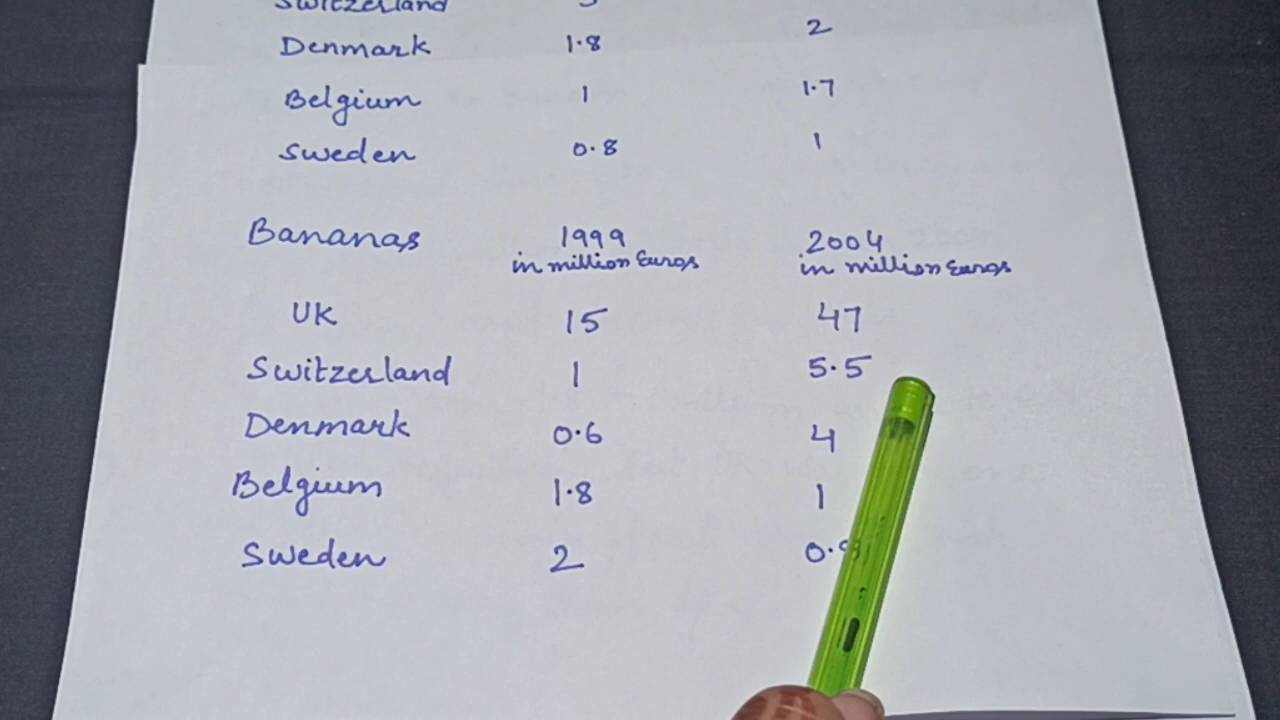 Switzerland
Denmark 1.8 2
Belgium 1 1.7
Sweden 0.8 1
Bananas 1999 2004
in million Euros in million Euros
UK 15 47
Switzerland 1 5.5
Denmark 0.6 4
Belgium 1.8 1
Sweden 2